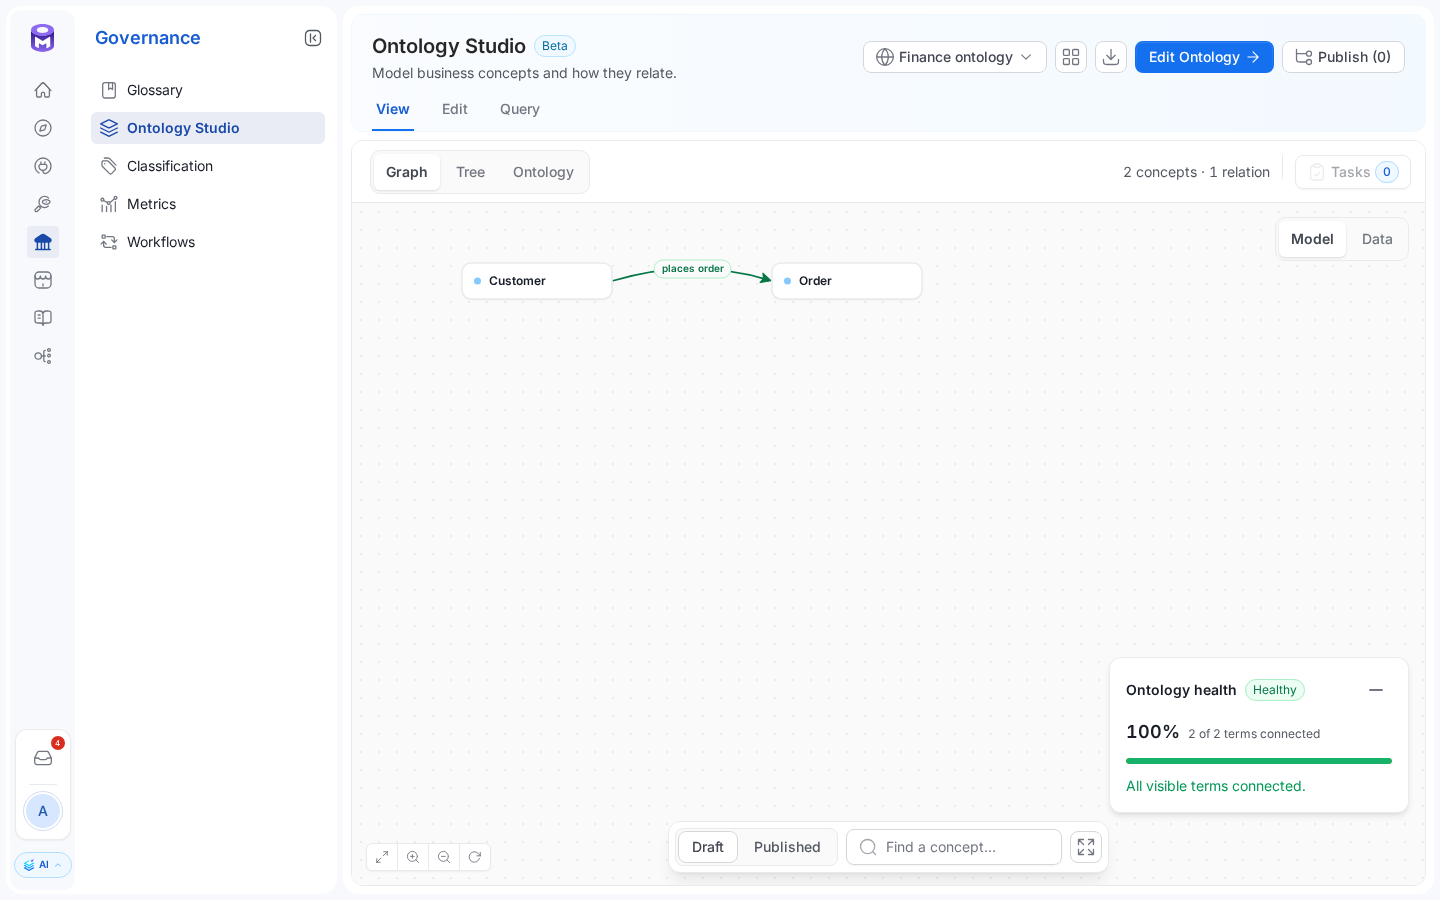 Governance
Glossary
Ontology Studio
Classification
Metrics
Workflows
4
A
AI
Ontology Studio
Beta
Model business concepts and how they relate.
Finance ontology
Edit Ontology
Publish (0)
View
Edit
Query
Graph
Tree
Ontology
2 concepts · 1 relation
Tasks
0
Model
Data
Customer
places order
Order
Ontology health
Healthy
100%
2 of 2 terms connected
All visible terms connected.
Draft
Published
Find a concept...